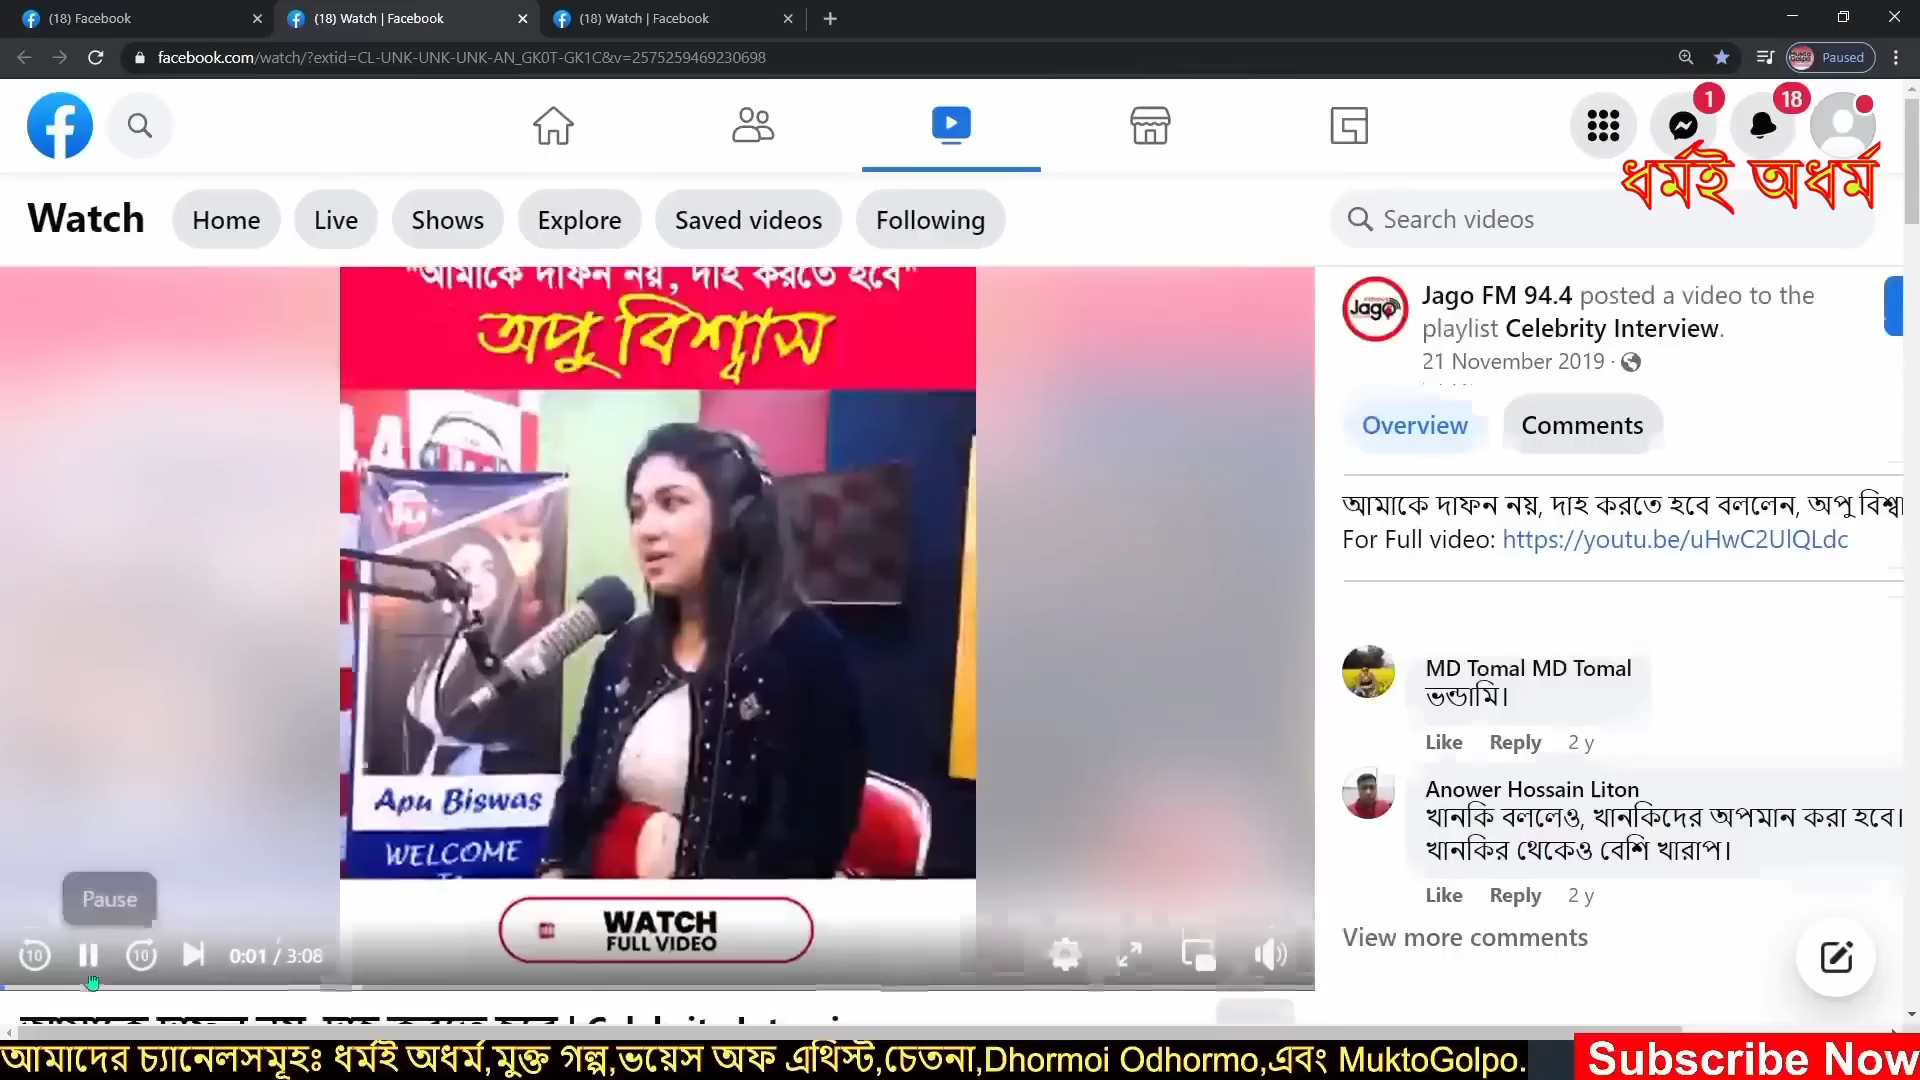 (18) Facebook
(18) Watch | Facebook
(18) Watch | Facebook
facebook.com/watch/?extid=CL-UNK-UNK-UNK-AN_GK0T-GK1C&v=2575259469230698
Paused
1
18
ধর্মই অধর্ম
Watch
Home
Live
Shows
Explore
Saved videos
Following
Search videos
"আমাকে দাফন নয়, দাহ করতে হবে"
অপু বিশ্বাস
Apu Biswas
WELCOME
WATCH
FULL VIDEO
Pause
10
10
0:01 / 3:08
Jago FM 94.4 posted a video to the
playlist Celebrity Interview.
21 November 2019 ·
Overview
Comments
আমাকে দাফন নয়, দাহ করতে হবে বললেন, অপু বিশ্বা
For Full video: https://youtu.be/uHwC2UlQLdc
MD Tomal MD Tomal
ভন্ডামি।
Like Reply 2 y
Anower Hossain Liton
খানকি বললেও, খানকিদের অপমান করা হবে।
খানকির থেকেও বেশি খারাপ।
Like Reply 2 y
View more comments
আমাদের চ্যানেলসমূহঃ ধর্মই অধর্ম,মুক্ত গল্প,ভয়েস অফ এথিস্ট,চেতনা,Dhormoi Odhormo,এবং MuktoGolpo.
Subscribe Now